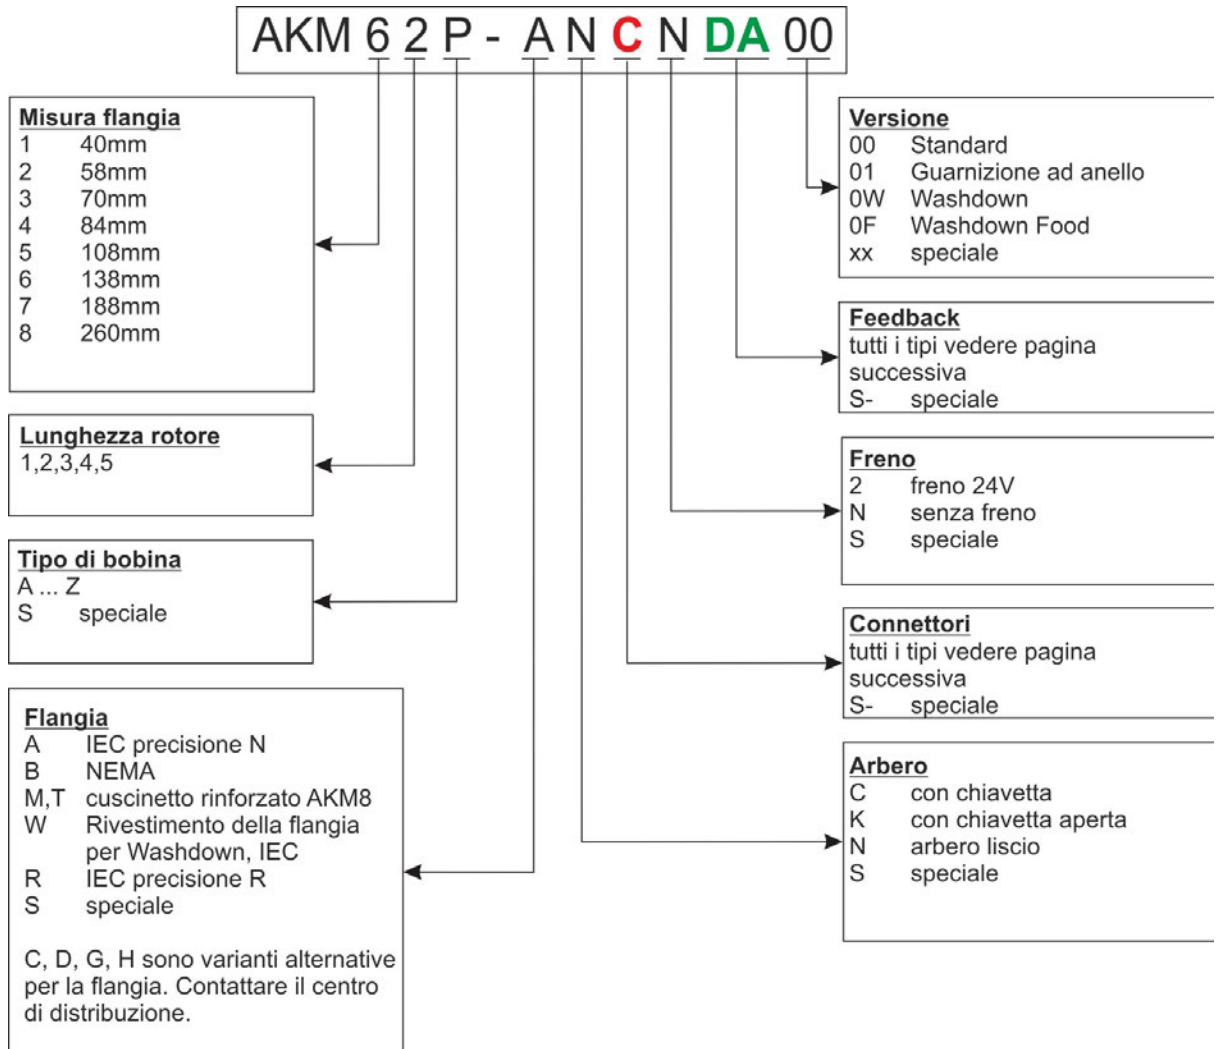 AKM 6 2 P - A N C N DA 00
Misura flangia
1 40mm
2 58mm
3 70mm
4 84mm
5 108mm
6 138mm
7 188mm
8 260mm
Lunghezza rotore
1,2,3,4,5
Tipo di bobina
A ... Z
S speciale
Flangia
A IEC precisione N
B NEMA
M,T cuscinetto rinforzato AKM8
W Rivestimento della flangia
per Washdown, IEC
R IEC precisione R
S speciale
C, D, G, H sono varianti alternative
per la flangia. Contattare il centro
di distribuzione.
Versione
00 Standard
01 Guarnizione ad anello
0W Washdown
0F Washdown Food
xx speciale
Feedback
tutti i tipi vedere pagina
successiva
S- speciale
Freno
2 freno 24V
N senza freno
S speciale
Connettori
tutti i tipi vedere pagina
successiva
S- speciale
Arbero
C con chiavetta
K con chiavetta aperta
N arbero liscio
S speciale